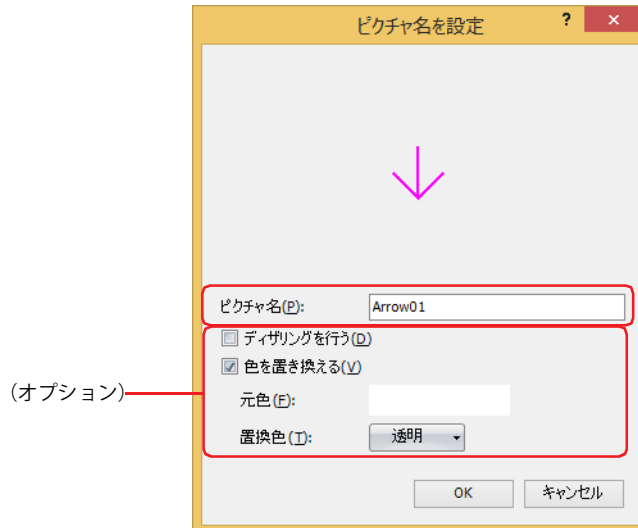 ピクチャ名を設定 ? ×
ピクチャ名(P): Arrow01
ディザリングを行う(D)
色を置き換える(V)
(オプション)
元色(F):
置換色(T): 透明
OK キャンセル